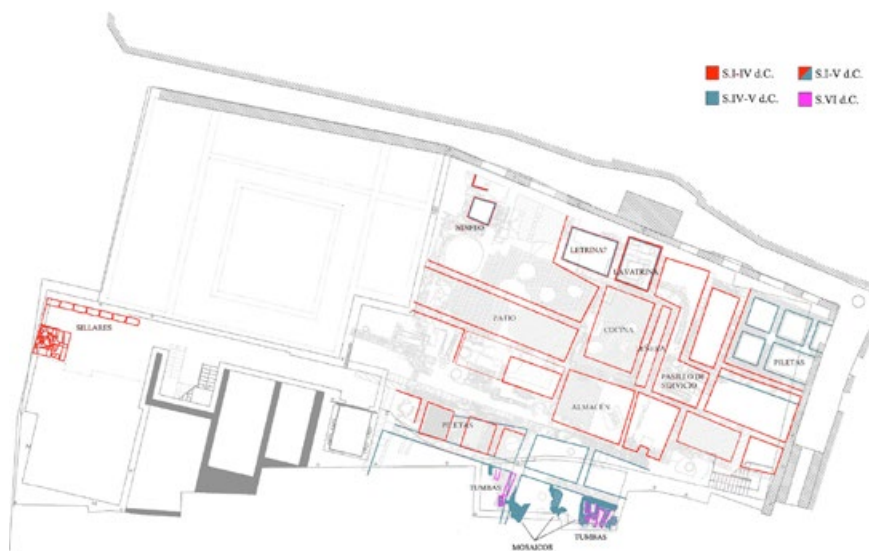 S.I-IV d.C.
S.I-V d.C.
S.IV-V d.C.
S.VI d.C.
NINFEO
LETRINA?
LAVATRINA
SILLARES
PATIO
COCINA
PILETAS
PASILLO DE
SERVICIO
ALMACÉN
PILETAS
TUMBAS
MOSAICOS
TUMBAS